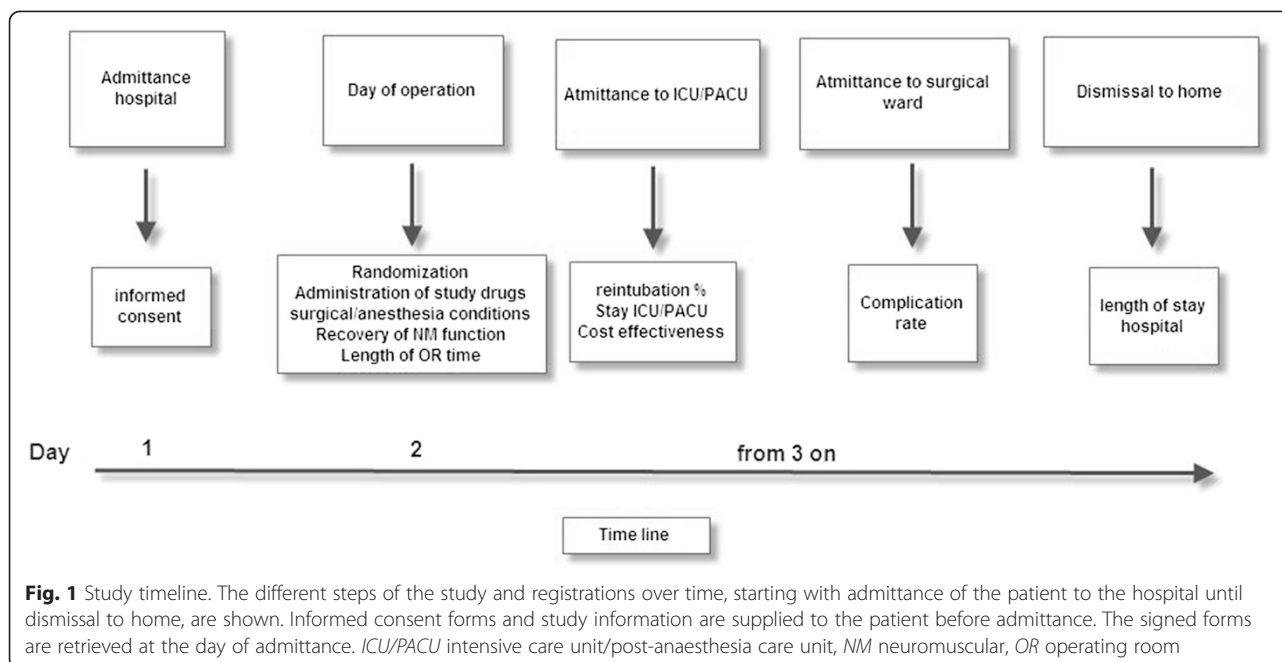 Admittance
hospital
Day of operation
Atmittance to ICU/PACU
Atmittance to surgical
ward
Dismissal to home
informed
consent
Randomization
Administration of study drugs
surgical/anesthesia conditions
Recovery of NM function
Length of OR time
reintubation %
Stay ICU/PACU
Cost effectiveness
Complication
rate
length of stay
hospital
Day 1 2 from 3 on
Time line
Fig. 1 Study timeline. The different steps of the study and registrations over time, starting with admittance of the patient to the hospital until
dismissal to home, are shown. Informed consent forms and study information are supplied to the patient before admittance. The signed forms
are retrieved at the day of admittance. ICU/PACU intensive care unit/post-anaesthesia care unit, NM neuromuscular, OR operating room